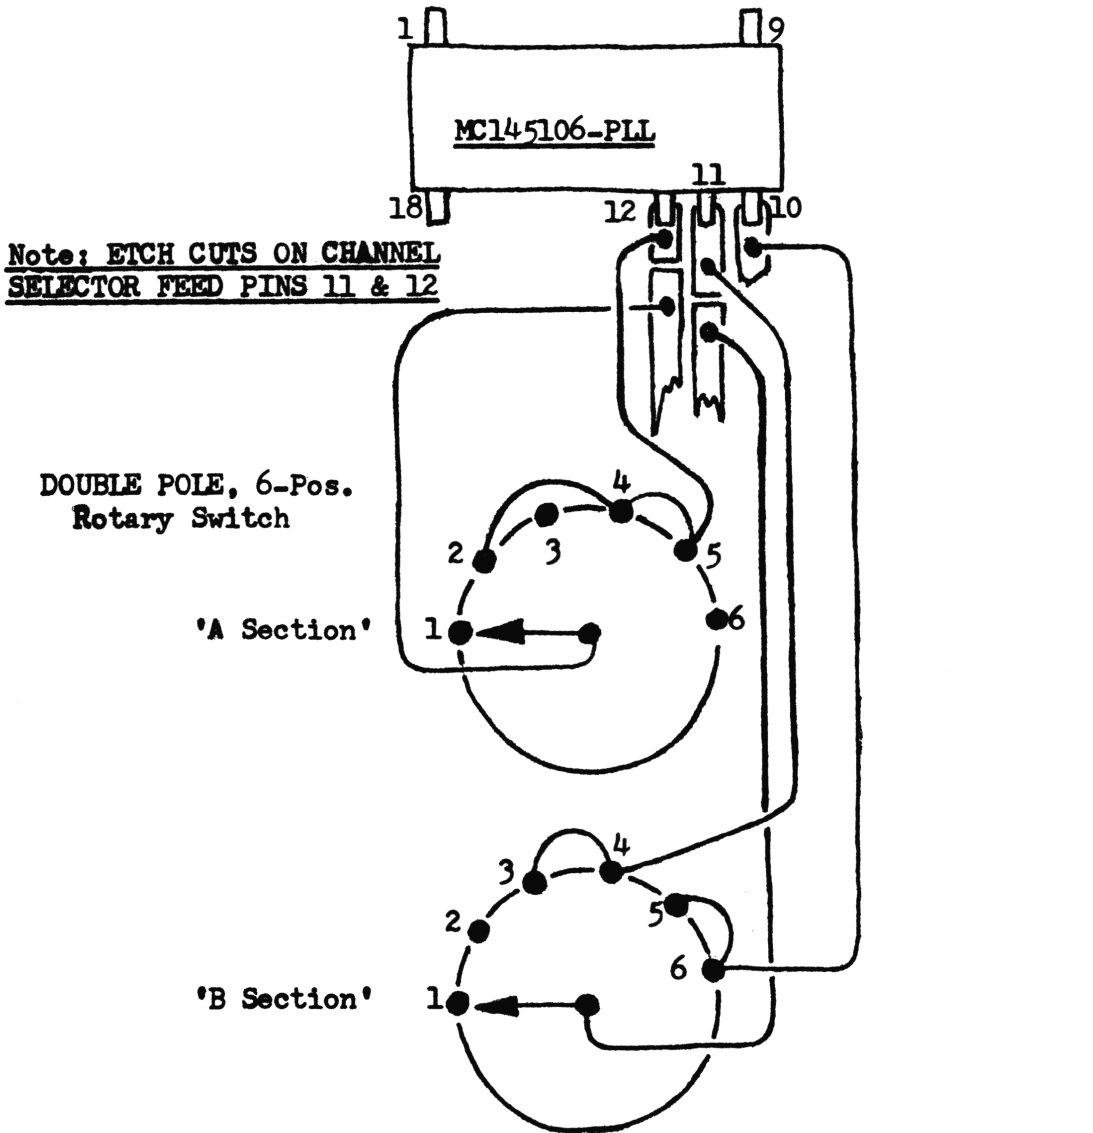 1
9
MC145106-PLL
11
18
12
10
Note: ETCH CUTS ON CHANNEL
SELECTOR FEED PINS 11 & 12
DOUBLE POLE, 6-Pos.
Rotary Switch
4
2
3
5
'A Section'
1
6
4
3
2
5
6
'B Section'
1